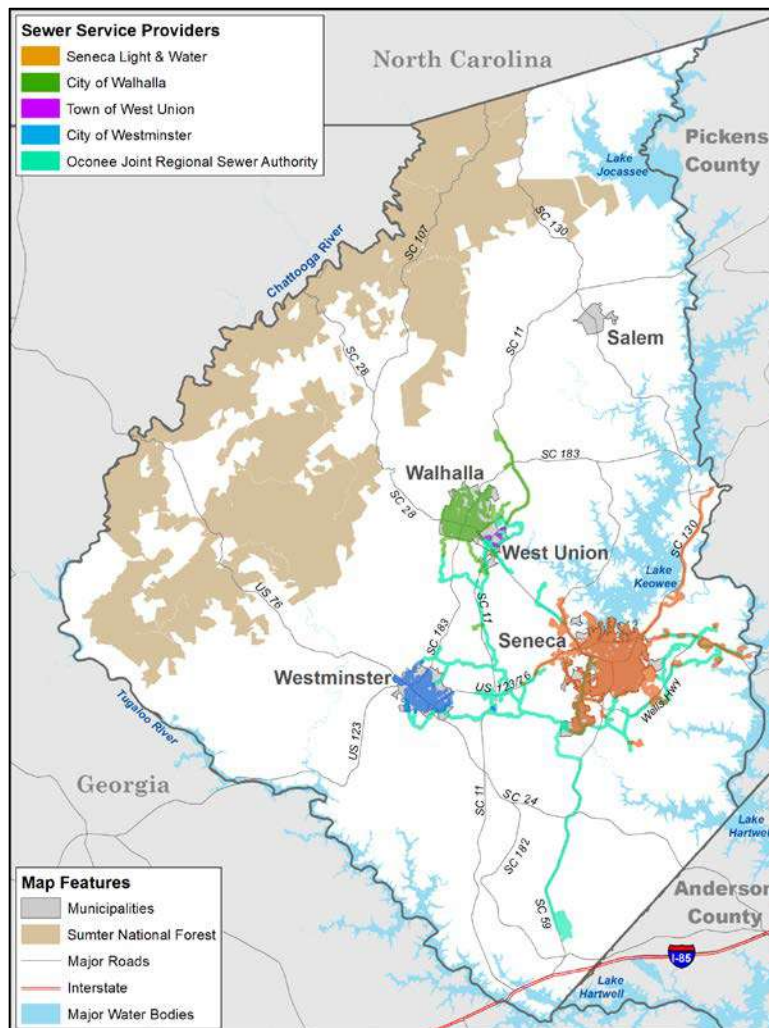 Sewer Service Providers
Seneca Light & Water
City of Walhalla
Town of West Union
City of Westminster
Oconee Joint Regional Sewer Authority
North Carolina
Pickens
County
Lake
Jocassee
Chattooga River
SC 107
SC 130
SC 11
Salem
SC 28
Walhalla
SC 183
SC 28
West Union
SC 130
Lake
Keowee
US 76
SC 11
SC 183
Seneca
Westminster
US 123/76
Wells Hwy
Tugaloo River
US 123
Georgia
SC 11
SC 24
SC 182
Lake
Hartwell
Anderson
County
SC 59
I-85
Lake
Hartwell
Map Features
Municipalities
Sumter National Forest
Major Roads
Interstate
Major Water Bodies